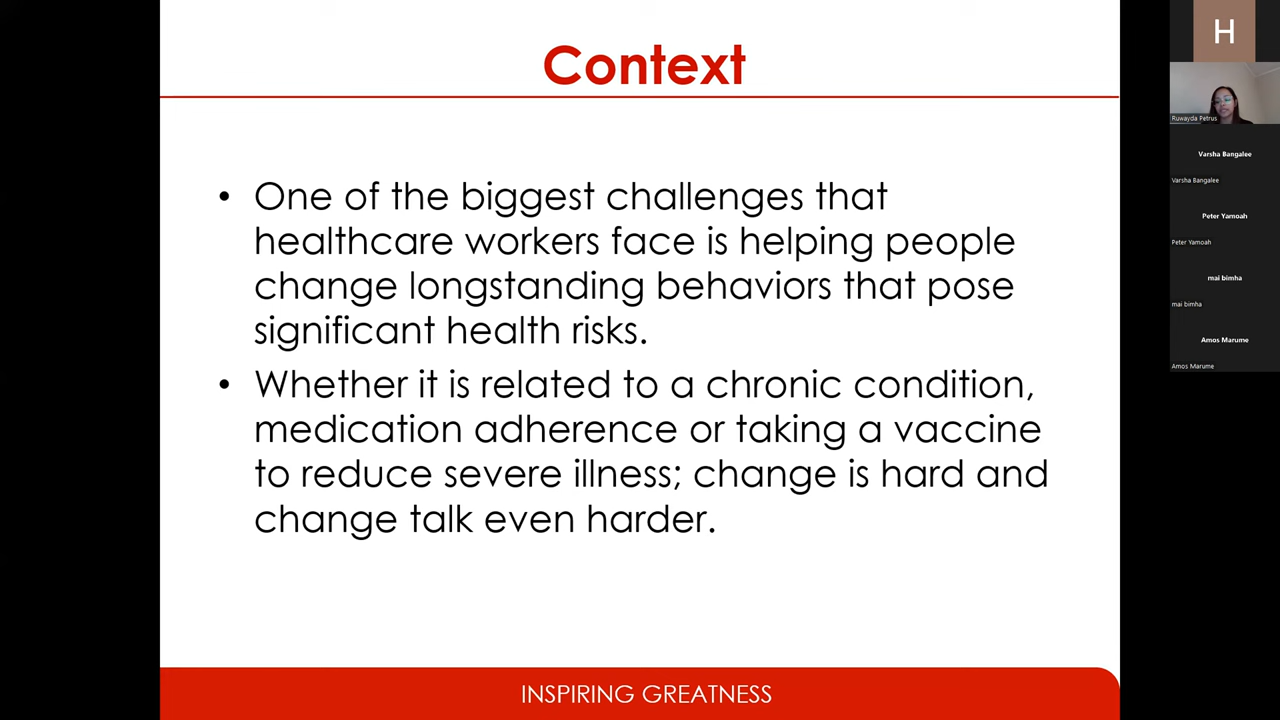 Context
• One of the biggest challenges that
healthcare workers face is helping people
change longstanding behaviors that pose
significant health risks.
• Whether it is related to a chronic condition,
medication adherence or taking a vaccine
to reduce severe illness; change is hard and
change talk even harder.
INSPIRING GREATNESS
H
Ruwayda Petrus
Varsha Bangalee
Varsha Bangalee
Peter Yamoah
Peter Yamoah
mai bimha
mai bimha
Amos Marume
Amos Marume